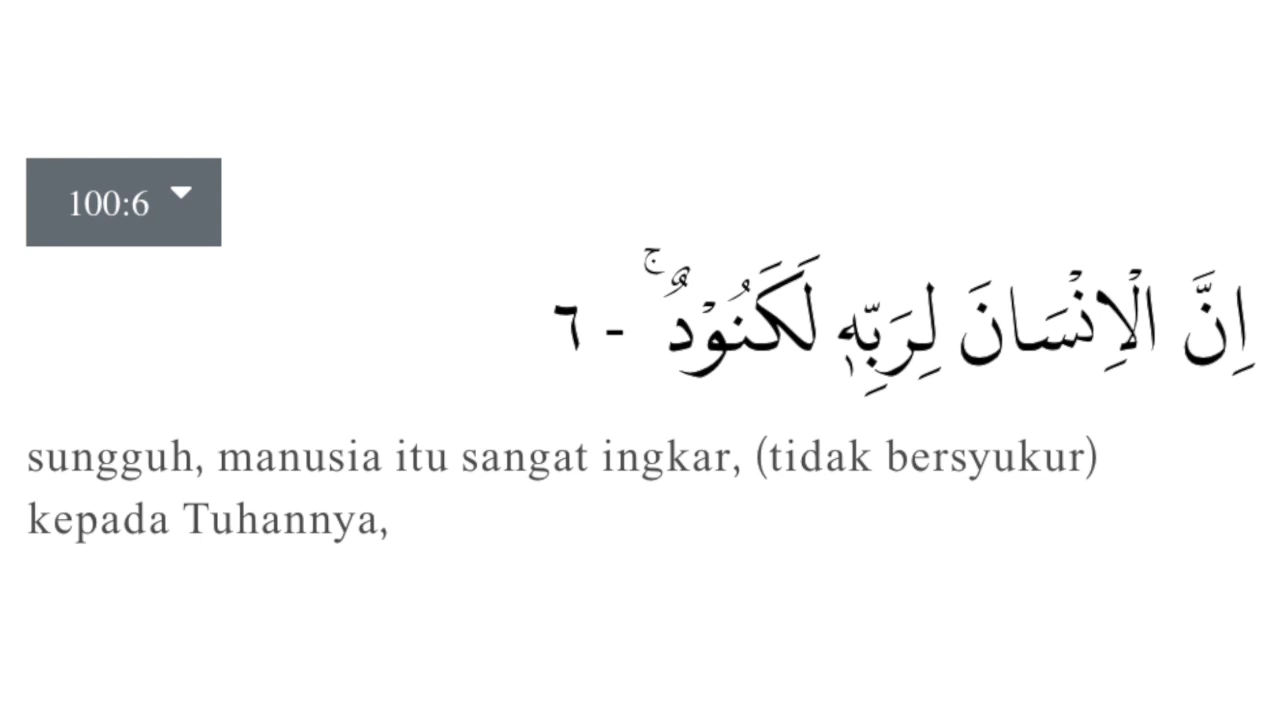 100:6
اِنَّ الْاِنْسَانَ لِرَبِّهٖ لَكَنُوْدٌ ۚ - ٦
sungguh, manusia itu sangat ingkar, (tidak bersyukur)
kepada Tuhannya,